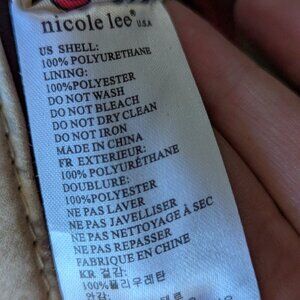 nicole lee® U.S.A
US SHELL:
100% POLYURETHANE
LINING:
100%POLYESTER
DO NOT WASH
DO NOT BLEACH
DO NOT DRY CLEAN
DO NOT IRON
MADE IN CHINA
FR EXTERIEUR:
100% POLYURÉTHANE
DOUBLURE:
100%POLYESTER
NE PAS LAVER
NE PAS JAVELLISER
NE PAS NETTOYAGE À SEC
NE PAS REPASSER
FABRIQUE EN CHINE
KR 겉감:
100%폴리우레탄
안감: